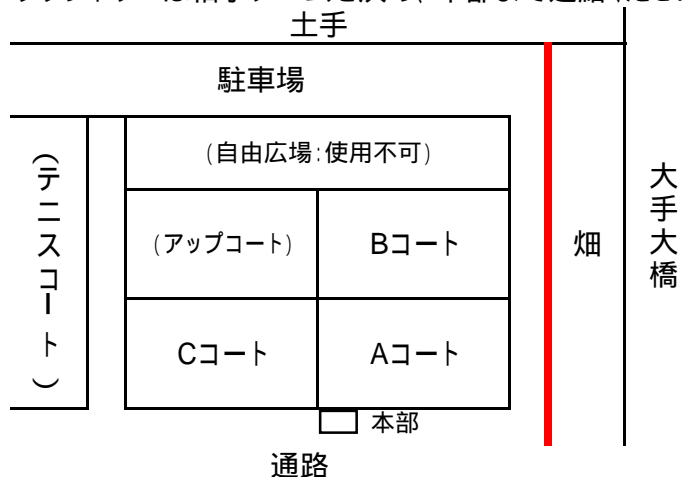 土手
駐車場
(自由広場:使用不可)
(テニスコート)
(アップコート)
Bコート
畑
大手大橋
Cコート
Aコート
本部
通路